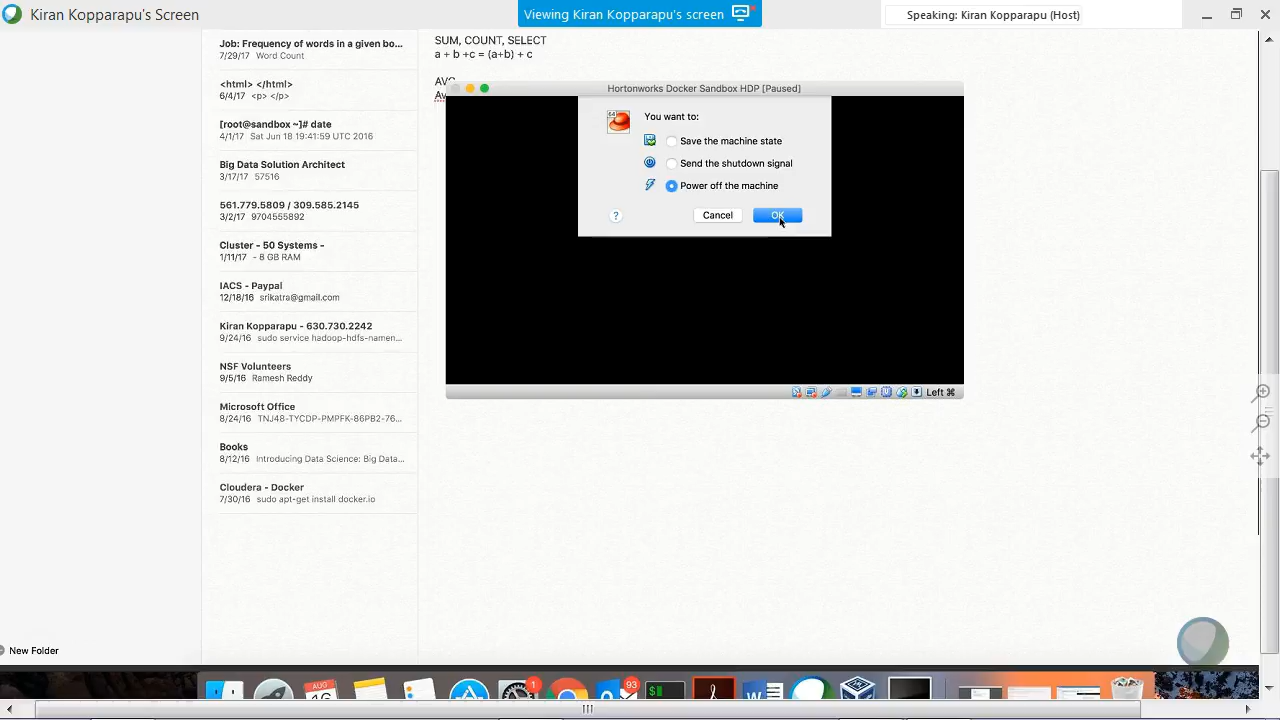 Kiran Kopparapu's Screen
Viewing Kiran Kopparapu's screen
Speaking: Kiran Kopparapu (Host)
Job: Frequency of words in a given bo...
7/29/17 Word Count
<html> </html>
6/4/17 <p> </p>
[root@sandbox ~]# date
4/1/17 Sat Jun 18 19:41:59 UTC 2016
Big Data Solution Architect
3/17/17 57516
561.779.5809 / 309.585.2145
3/2/17 9704555892
Cluster - 50 Systems -
1/11/17 - 8 GB RAM
IACS - Paypal
12/18/16 srikatra@gmail.com
Kiran Kopparapu - 630.730.2242
9/24/16 sudo service hadoop-hdfs-namen...
NSF Volunteers
9/5/16 Ramesh Reddy
Microsoft Office
8/24/16 TNJ48-TYCDP-PMPFK-86PB2-76...
Books
8/12/16 Introducing Data Science: Big Data...
Cloudera - Docker
7/30/16 sudo apt-get install docker.io
New Folder
SUM, COUNT, SELECT
a + b +c = (a+b) + c
AVG
Av
Hortonworks Docker Sandbox HDP [Paused]
64
You want to:
Save the machine state
Send the shutdown signal
Power off the machine
?
Cancel
OK
Left ⌘
AUG
16
1
93